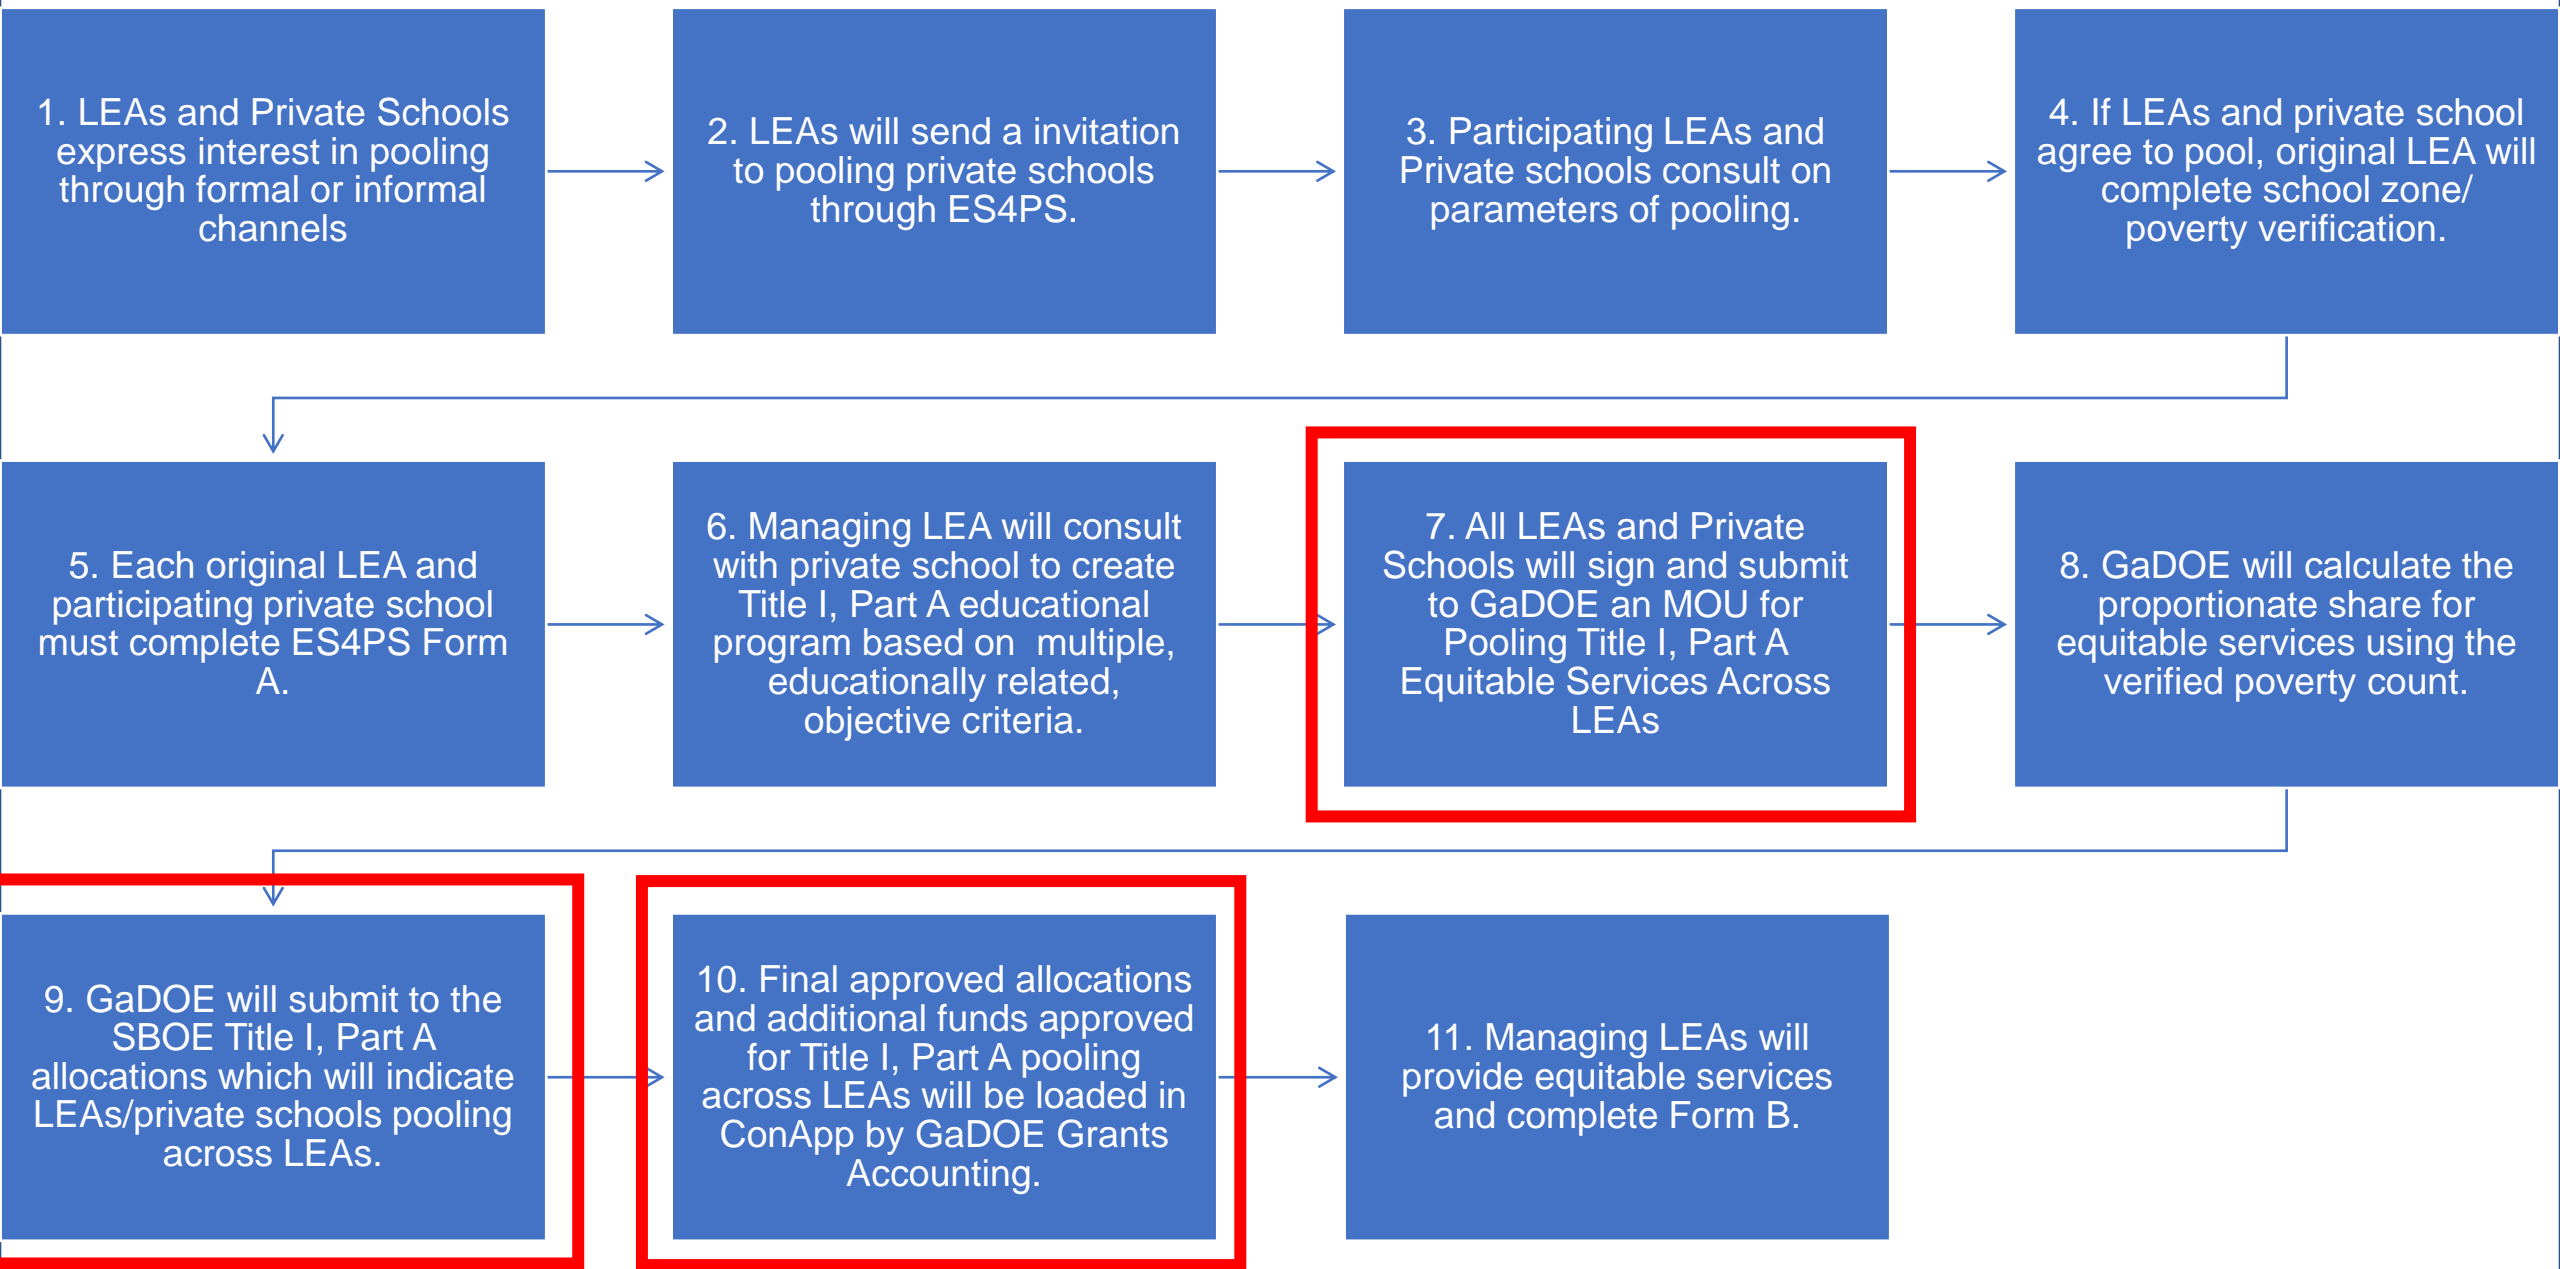 1. LEAs and Private Schools
express interest in pooling
through formal or informal
channels
2. LEAs will send a invitation
to pooling private schools
through ES4PS.
3. Participating LEAs and
Private schools consult on
parameters of pooling.
4. If LEAs and private school
agree to pool, original LEA will
complete school zone/
poverty verification.
5. Each original LEA and
participating private school
must complete ES4PS Form
A.
6. Managing LEA will consult
with private school to create
Title I, Part A educational
program based on  multiple,
educationally related,
objective criteria.
7. All LEAs and Private
Schools will sign and submit
to GaDOE an MOU for
Pooling Title I, Part A
Equitable Services Across
LEAs
8. GaDOE will calculate the
proportionate share for
equitable services using the
verified poverty count.
9. GaDOE will submit to the
SBOE Title I, Part A
allocations which will indicate
LEAs/private schools pooling
across LEAs.
10. Final approved allocations
and additional funds approved
for Title I, Part A pooling
across LEAs will be loaded in
ConApp by GaDOE Grants
Accounting.
11. Managing LEAs will
provide equitable services
and complete Form B.